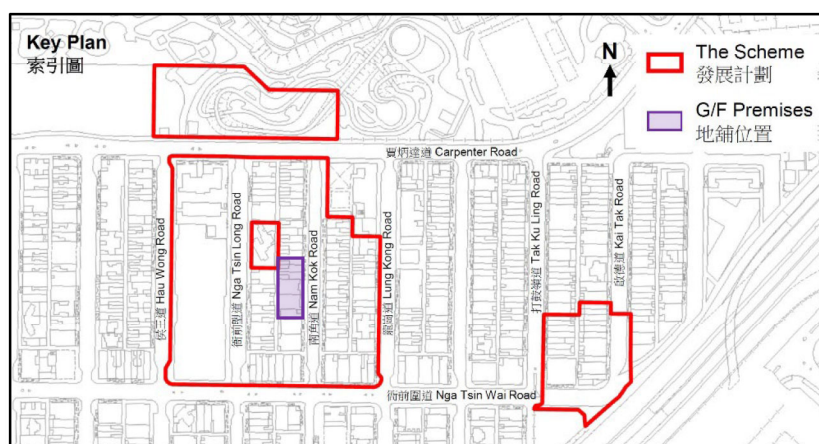 Key Plan
索引圖
N
The Scheme
發展計劃
G/F Premises
地舖位置
賈炳達道 Carpenter Road
侯王道 Hau Wong Road
衙前塱道 Nga Tsin Long Road
南角道 Nam Kok Road
龍崗道 Lung Kong Road
打鼓嶺道 Tak Ku Ling Road
啟德道 Kai Tak Road
衙前圍道 Nga Tsin Wai Road